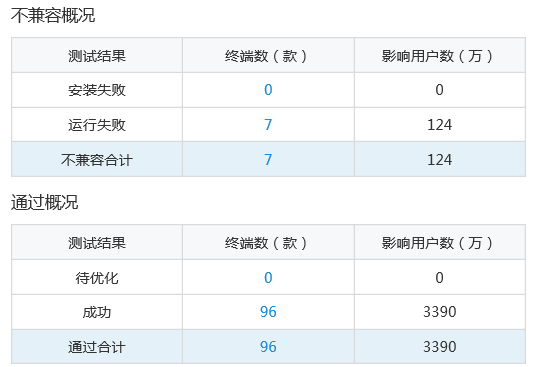 不兼容概况
测试结果 终端数（款） 影响用户数（万）
安装失败 0 0
运行失败 7 124
不兼容合计 7 124
通过概况
测试结果 终端数（款） 影响用户数（万）
待优化 0 0
成功 96 3390
通过合计 96 3390